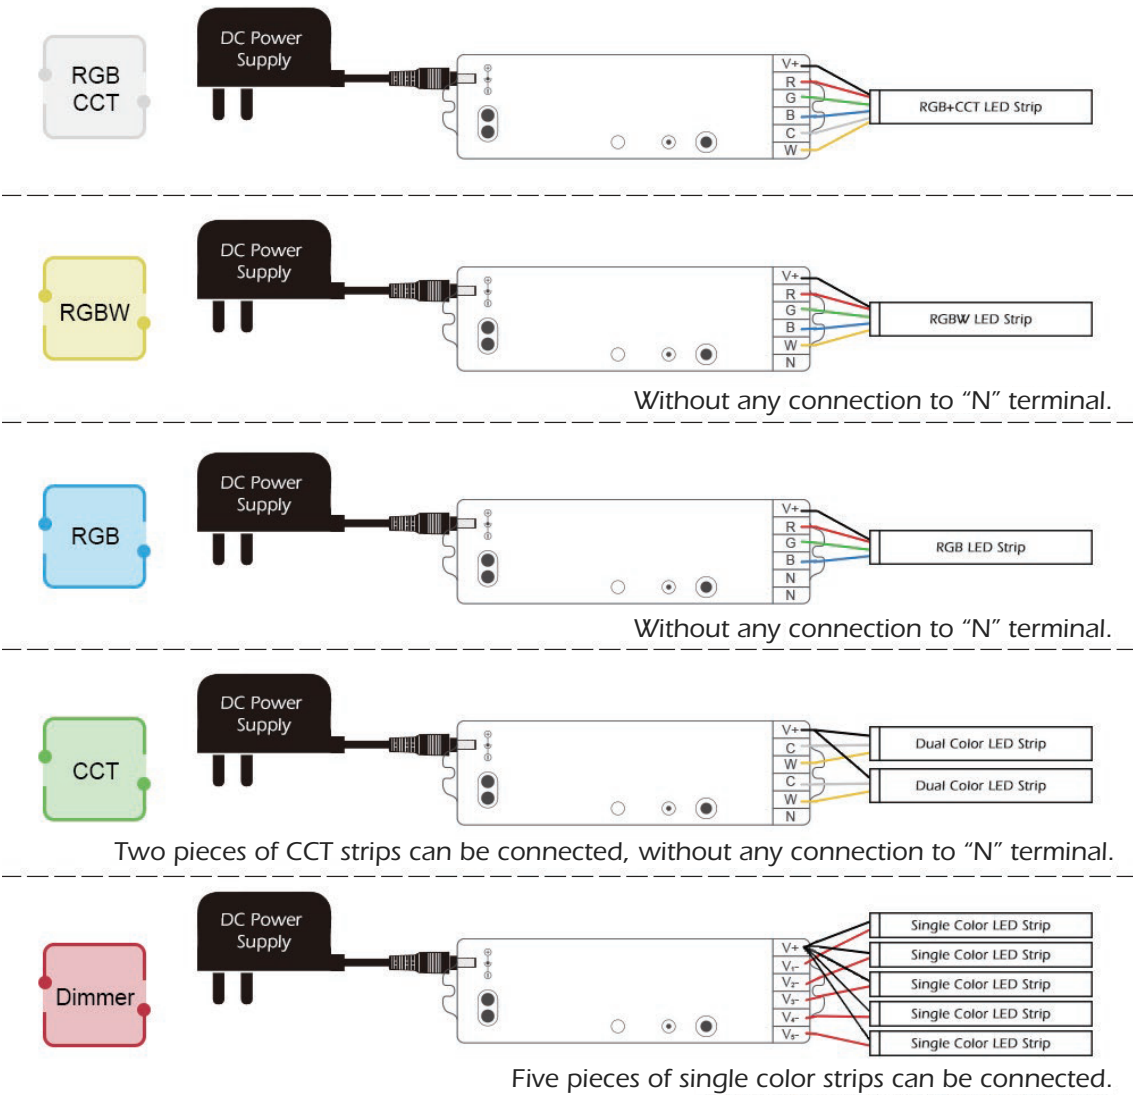 RGB
CCT
DC Power
Supply
V+
R
G
B
C
W
RGB+CCT LED Strip
RGBW
DC Power
Supply
V+
R
G
B
W
N
RGBW LED Strip
Without any connection to “N” terminal.
RGB
DC Power
Supply
V+
R
G
B
N
N
RGB LED Strip
Without any connection to “N” terminal.
CCT
DC Power
Supply
V+
C
W
C
W
N
Dual Color LED Strip
Dual Color LED Strip
Two pieces of CCT strips can be connected, without any connection to “N” terminal.
Dimmer
DC Power
Supply
V+
V1-
V2-
V3-
V4-
V5-
Single Color LED Strip
Single Color LED Strip
Single Color LED Strip
Single Color LED Strip
Single Color LED Strip
Five pieces of single color strips can be connected.